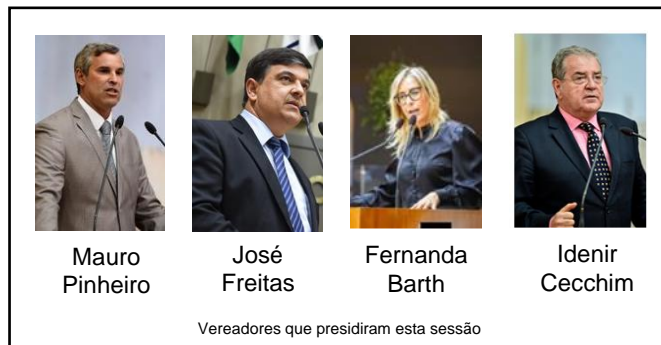 Mauro
Pinheiro
José
Freitas
Fernanda
Barth
Idenir
Cecchim
Vereadores que presidiram esta sessão